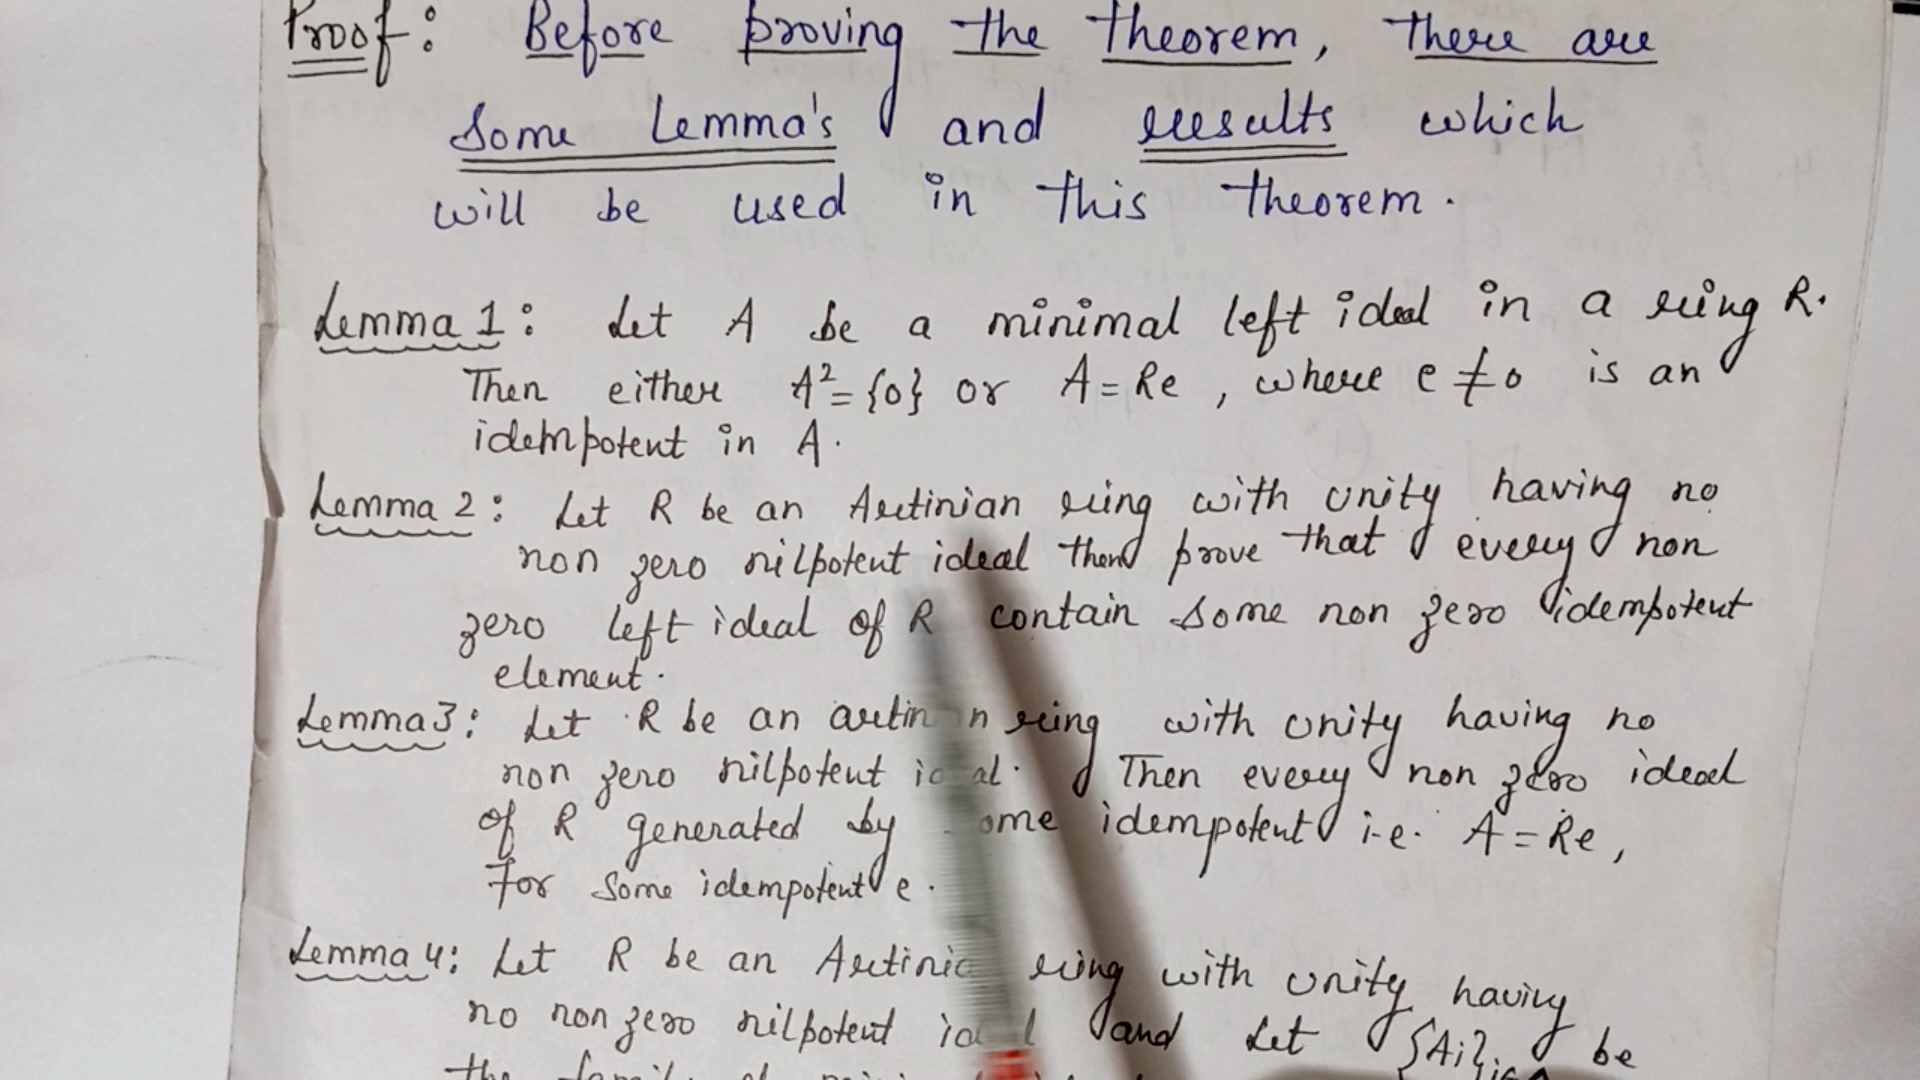 Proof: Before proving the theorem, there are
Some Lemma's and results which
will be used in this theorem.
Lemma 1: Let A be a minimal left ideal in a ring R.
Then either A² = {0} or A = Re, where e ≠ 0 is an
idempotent in A.
Lemma 2: Let R be an Artinian ring with unity having no
non zero nilpotent ideal then prove that every non
zero left ideal of R contain some non zero idempotent
element.
Lemma 3: Let R be an artin n ring with unity having no
non zero nilpotent Then every non zero ideal
of R generated by ome idempotent i.e. A = Re,
For some idempotent e.
Lemma 4: Let R be an Artinia ring with unity having
no non zero nilpotent and Let {Ai} be
the